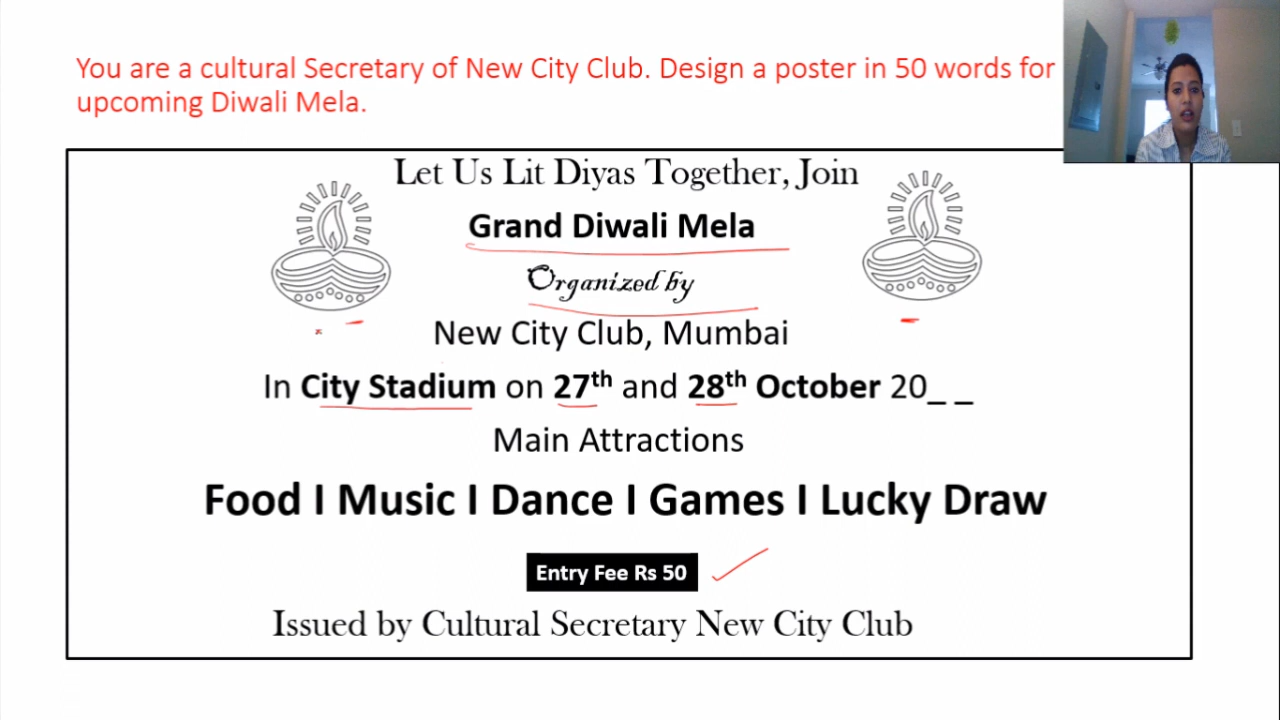 You are a cultural Secretary of New City Club. Design a poster in 50 words for
upcoming Diwali Mela.
Let Us Lit Diyas Together, Join
Grand Diwali Mela
Organized by
New City Club, Mumbai
In City Stadium on 27th and 28th October 20_ _
Main Attractions
Food I Music I Dance I Games I Lucky Draw
Entry Fee Rs 50
Issued by Cultural Secretary New City Club